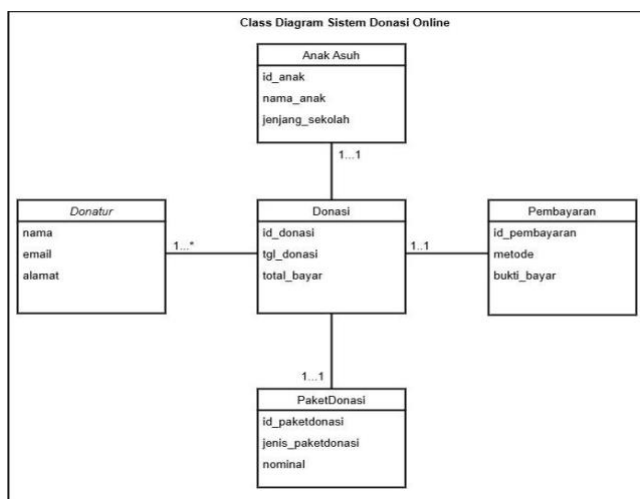 Class Diagram Sistem Donasi Online
Anak Asuh
id_anak
nama_anak
jenjang_sekolah
1...1
Donatur
nama
email
alamat
1...*
Donasi
id_donasi
tgl_donasi
total_bayar
1..1
Pembayaran
id_pembayaran
metode
bukti_bayar
1...1
PaketDonasi
id_paketdonasi
jenis_paketdonasi
nominal